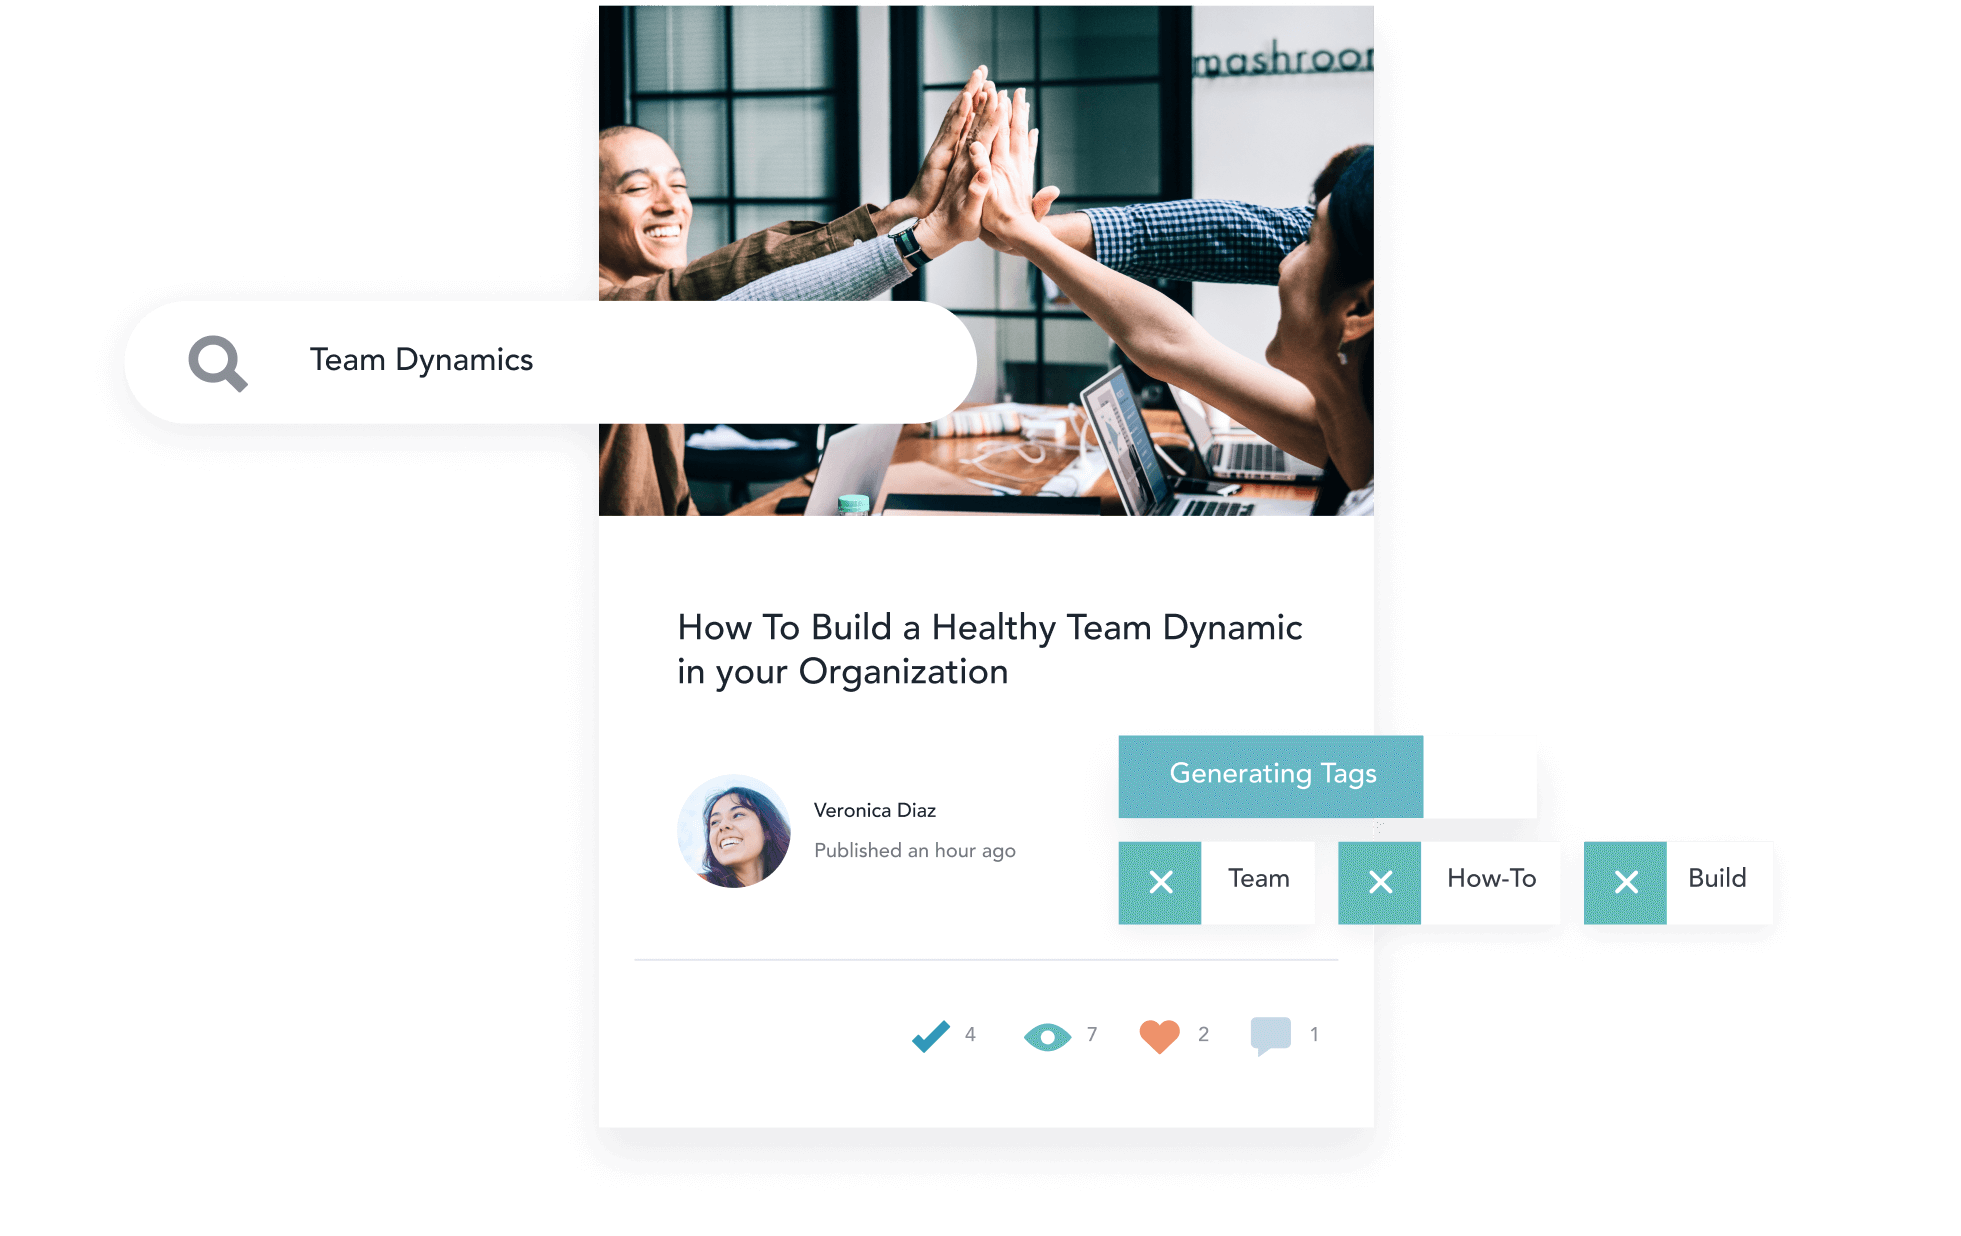 mashroor
Team Dynamics
How To Build a Healthy Team Dynamic
in your Organization
Veronica Diaz
Published an hour ago
Generating Tags
Team
How-To
Build
4
7
2
1